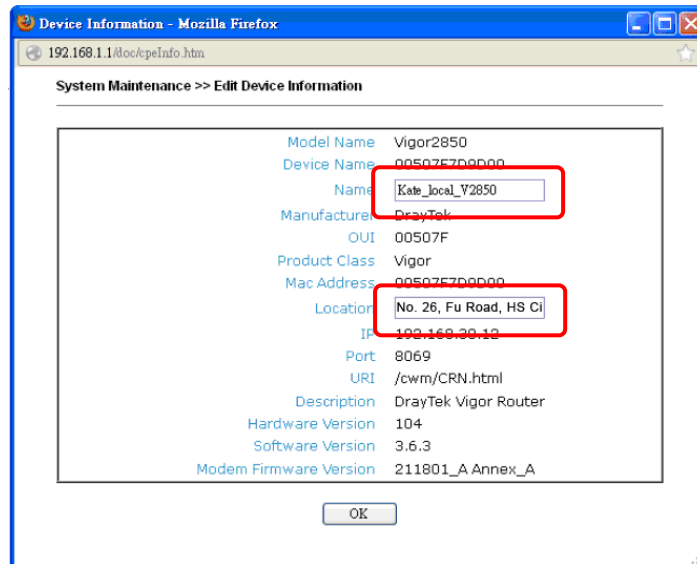 Device Information - Mozilla Firefox
192.168.1.1/doc/cpeInfo.htm
System Maintenance >> Edit Device Information
Model Name Vigor2850
Device Name 00507F7D9D00
Name Kate_local_V2850
Manufacturer DrayTek
OUI 00507F
Product Class Vigor
Mac Address 00507F7D9D00
Location No. 26, Fu Road, HS Ci
IP 192.168.30.12
Port 8069
URI /cwm/CRN.html
Description DrayTek Vigor Router
Hardware Version 104
Software Version 3.6.3
Modem Firmware Version 211801_A Annex_A
OK